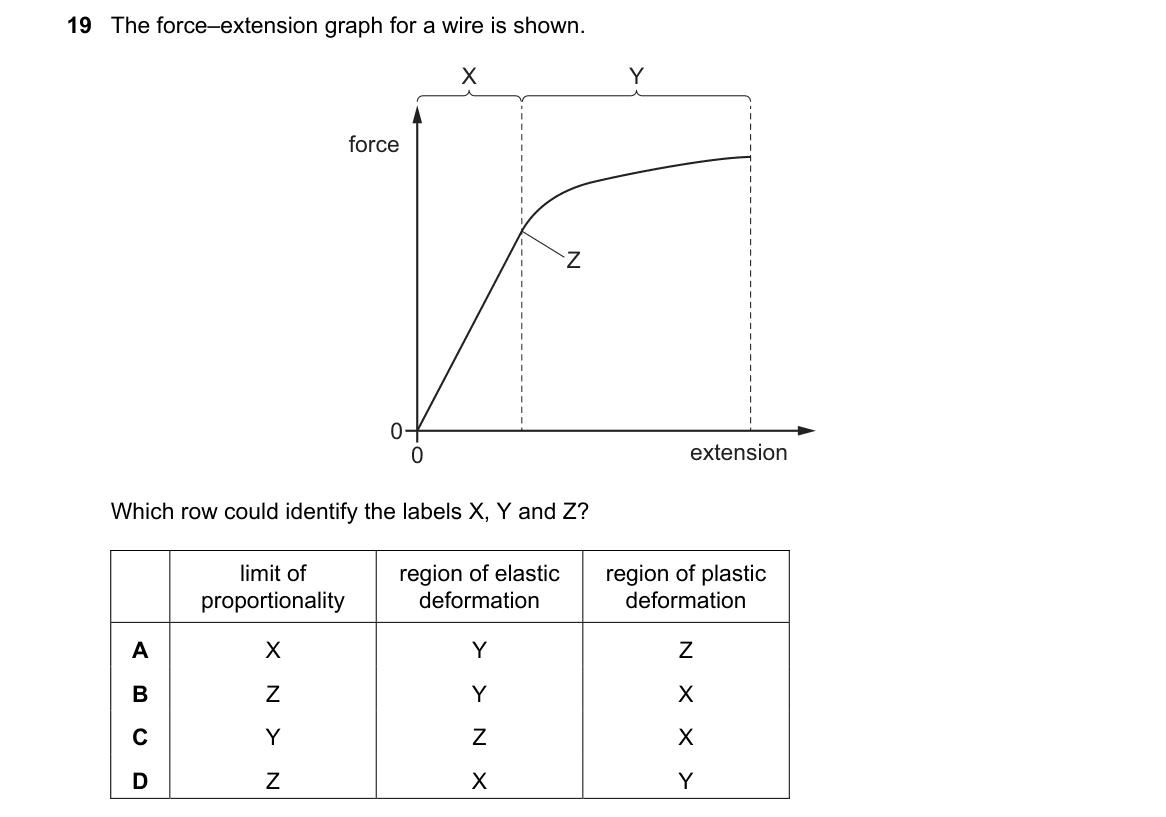 19 The force–extension graph for a wire is shown.
X Y
force
Z
0
0
extension
Which row could identify the labels X, Y and Z?
limit of proportionality region of elastic deformation region of plastic deformation
A X Y Z
B Z Y X
C Y Z X
D Z X Y